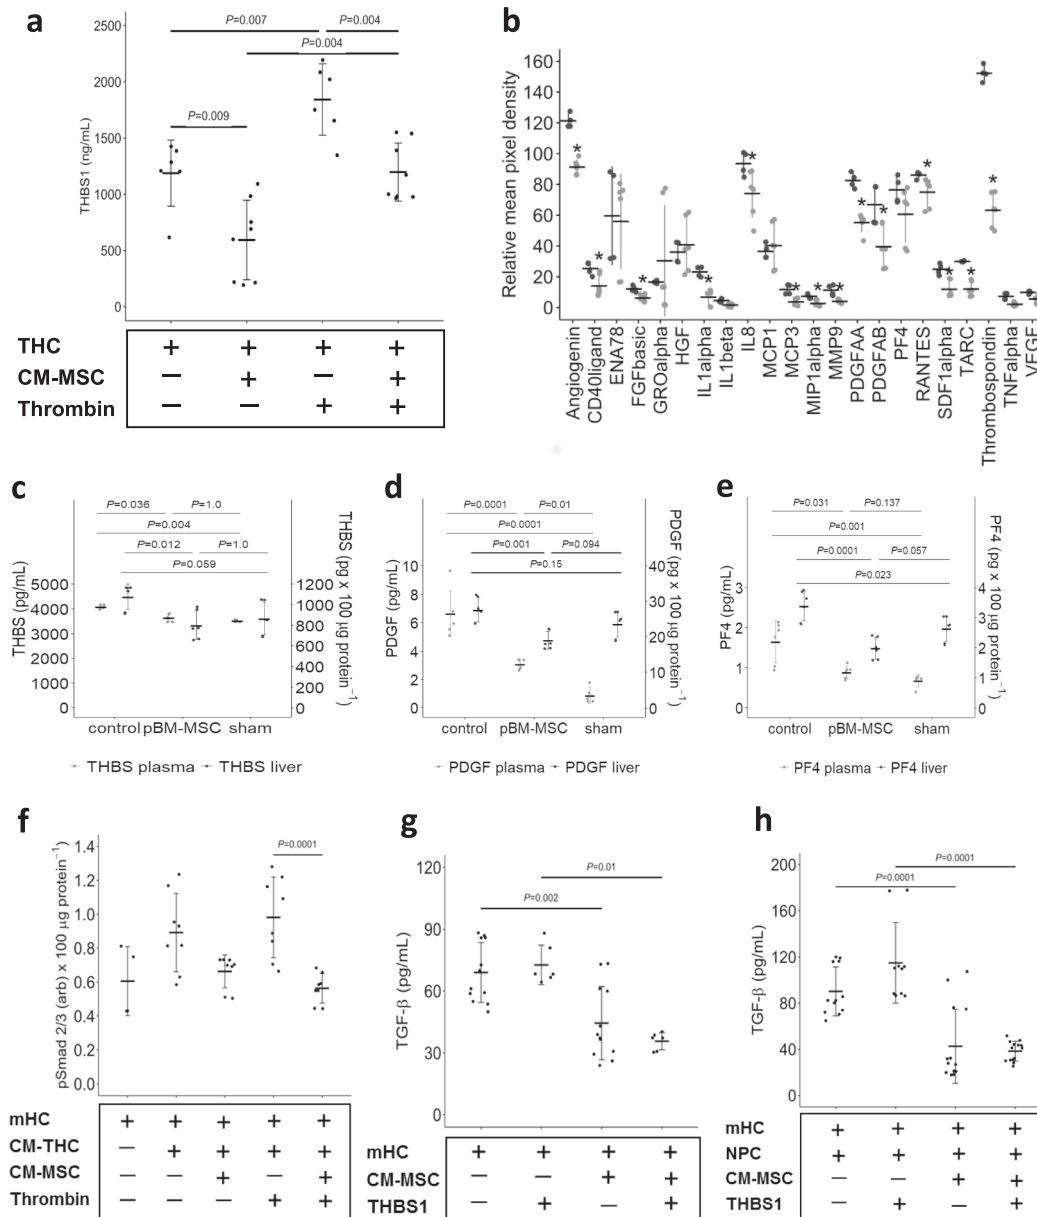 a
P=0.007
P=0.004
P=0.004
P=0.009
THBS1 (ng/mL)
2500
2000
1500
1000
500
0
THC + + + +
CM-MSC — + — +
Thrombin — — + +
b
Relative mean pixel density
160
140
120
100
80
60
40
20
0
* * * * * * * * * * * * * *
Angiogenin
CD40ligand
ENA78
FGFbasic
GROalpha
HGF
IL1alpha
IL1beta
IL8
MCP1
MCP3
MIP1alpha
MMP9
PDGFAA
PDGFAB
PF4
RANTES
SDF1alpha
TARC
Thrombospondin
TNFalpha
VEGF
c
P=0.036 P=1.0
P=0.004
P=0.012 P=1.0
P=0.059
THBS (pg/mL)
5000
4000
3000
2000
1000
0
THBS (pg x 100 µg protein⁻¹)
1200
1000
800
600
400
200
0
control pBM-MSC sham
THBS plasma THBS liver
d
P=0.0001 P=0.01
P=0.0001
P=0.001 P=0.094
P=0.15
PDGF (pg/mL)
10
8
6
4
2
0
PDGF (pg x 100 µg protein⁻¹)
40
30
20
10
0
control pBM-MSC sham
PDGF plasma PDGF liver
e
P=0.031 P=0.137
P=0.001
P=0.0001 P=0.057
P=0.023
PF4 (pg/mL)
3
2
1
0
PF4 (pg x 100 µg protein⁻¹)
4
3
2
1
0
control pBM-MSC sham
PF4 plasma PF4 liver
f
P=0.0001
pSmad 2/3 (arb) x 100 µg protein⁻¹
1.4
1.2
1.0
0.8
0.6
0.4
0.2
0.0
mHC + + + + +
CM-THC — + + + +
CM-MSC — — + — +
Thrombin — — — + +
g
P=0.01
P=0.002
TGF-β (pg/mL)
120
90
60
30
0
mHC + + + +
CM-MSC — — + +
THBS1 — + — +
h
P=0.0001
P=0.0001
TGF-β (pg/mL)
200
160
120
80
40
0
mHC + + + +
NPC + + + +
CM-MSC — — + +
THBS1 — + — +